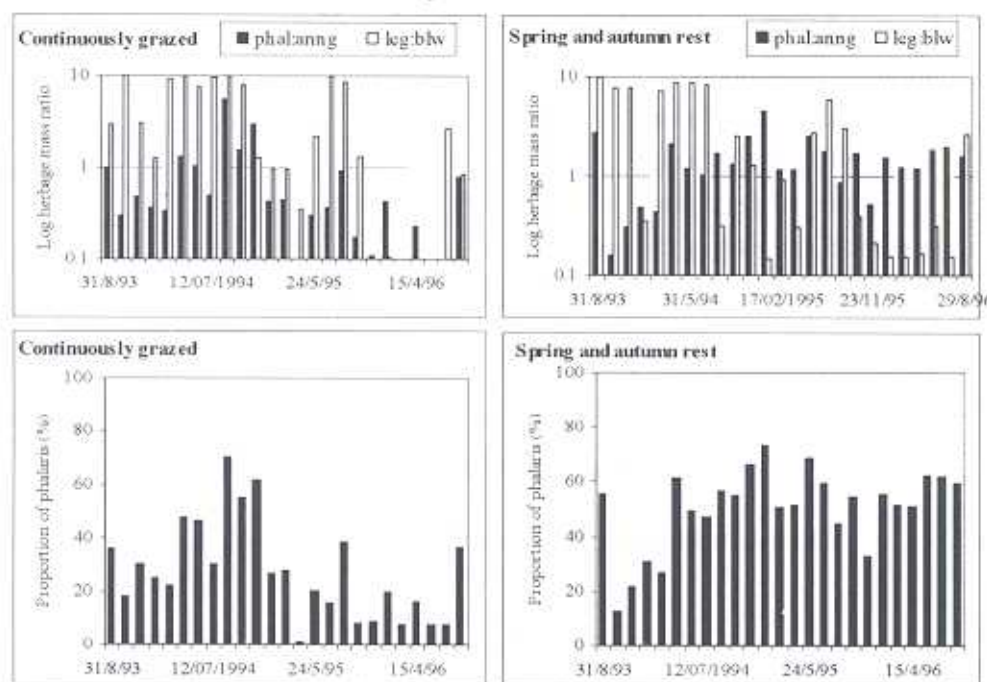 Continuously grazed
phal:anng
leg:blw
Log herbage mass ratio
10
1
0.1
31/8/93
12/07/1994
24/5/95
15/4/96
Spring and autumn rest
phal:anng
leg:blw
Log herbage mass ratio
10
1
0.1
31/8/93
31/5/94
17/02/1995
23/11/95
29/8/96
Continuously grazed
Proportion of phalaris (%)
100
80
60
40
20
0
31/8/93
12/07/1994
24/5/95
15/4/96
Spring and autumn rest
Proportion of phalaris (%)
100
80
60
40
20
0
31/8/93
12/07/1994
24/5/95
15/4/96